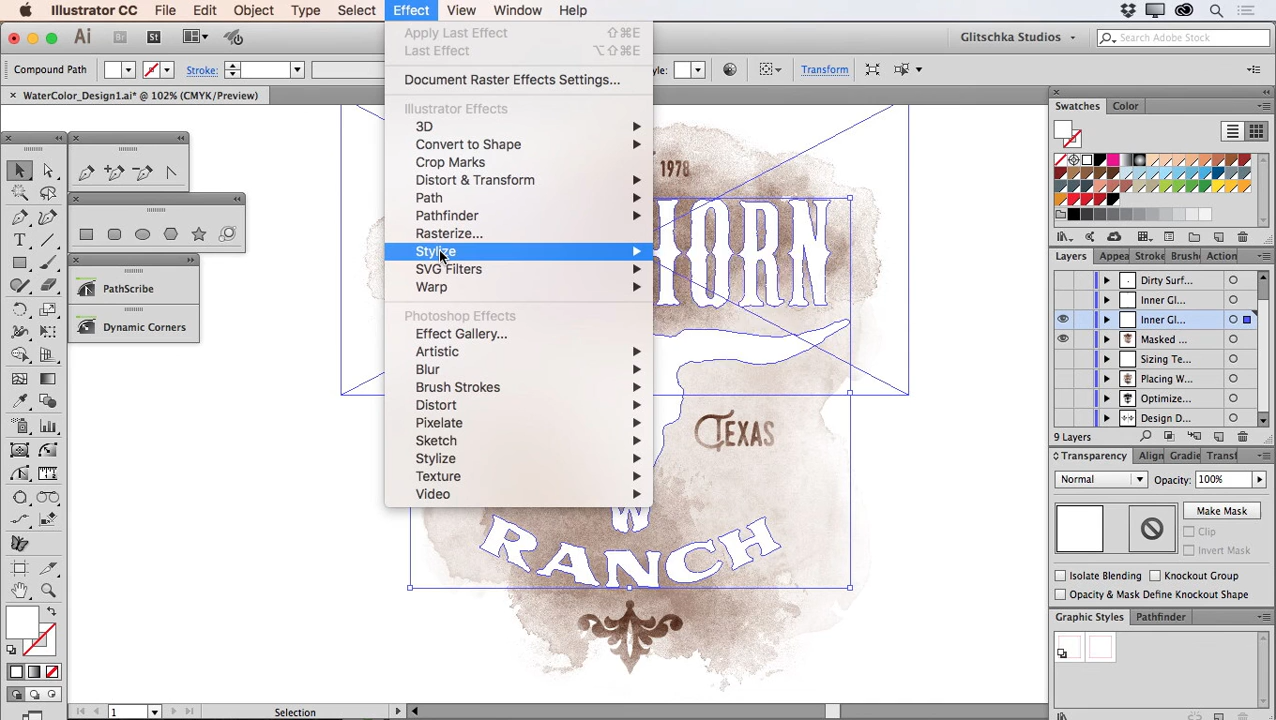 Illustrator CC File Edit Object Type Select Effect View Window Help
Ai Br St Glitschka Studios Search Adobe Stock
Compound Path Stroke: Style: Transform
× WaterColor_Design1.ai* @ 102% (CMYK/Preview)
Apply Last Effect ⇧⌘E
Last Effect ⌥⇧⌘E
Document Raster Effects Settings...
Illustrator Effects
3D
Convert to Shape
Crop Marks
Distort & Transform
Path
Pathfinder
Rasterize...
Stylize
SVG Filters
Warp
Photoshop Effects
Effect Gallery...
Artistic
Blur
Brush Strokes
Distort
Pixelate
Sketch
Stylize
Texture
Video
PathScribe
Dynamic Corners
1978
HORN
TEXAS
W
RANCH
Swatches Color
Layers Appea Brushe Action
Dirty Surf...
Inner Gl...
Inner Gl...
Masked ...
Sizing Te...
Placing W...
Optimize...
Design D...
9 Layers
Transparency Align Gradie Transf
Normal Opacity: 100%
Make Mask
Clip
Invert Mask
Isolate Blending Knockout Group
Opacity & Mask Define Knockout Shape
Graphic Styles Pathfinder
1 Selection